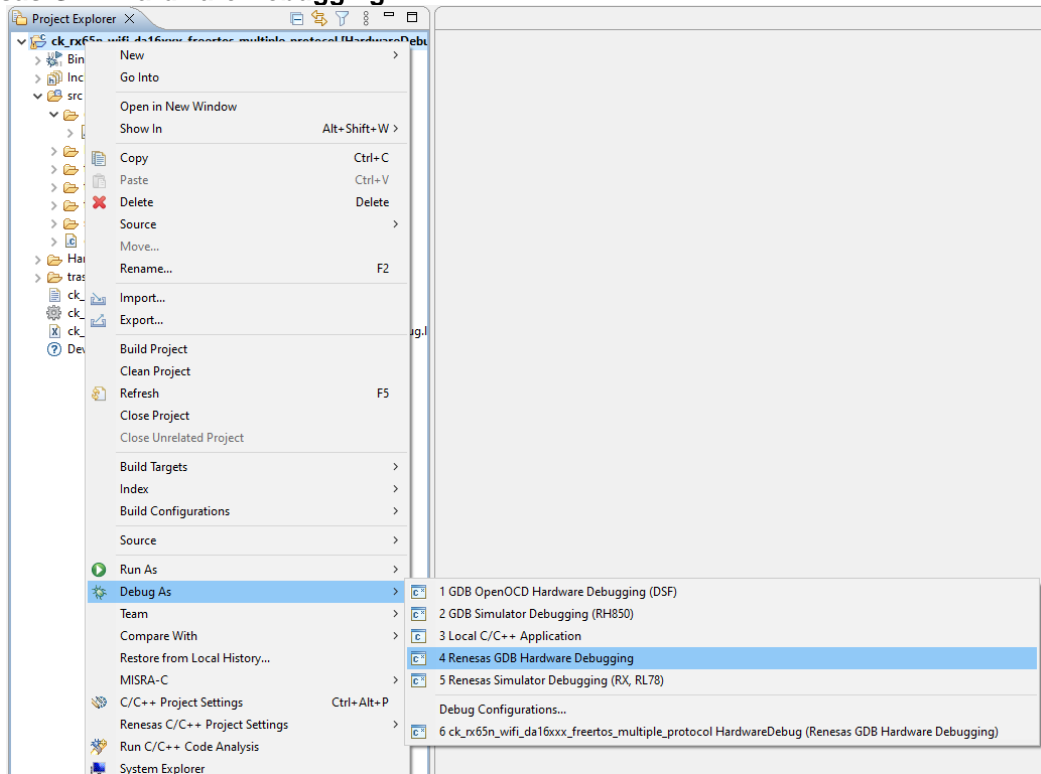 Project Explorer
ck_rx65n_wifi_da16xxx_freertos_multiple_protocol [HardwareDebu
Bin
New
Inc
Go Into
src
Open in New Window
Show In Alt+Shift+W
Copy Ctrl+C
Paste Ctrl+V
Delete Delete
Source
Move...
Har
Rename... F2
tras
ck_
Import...
ck_
Export...
ck_ ug.l
Dev
Build Project
Clean Project
Refresh F5
Close Project
Close Unrelated Project
Build Targets
Index
Build Configurations
Source
Run As
Debug As
1 GDB OpenOCD Hardware Debugging (DSF)
Team
2 GDB Simulator Debugging (RH850)
Compare With
3 Local C/C++ Application
Restore from Local History...
4 Renesas GDB Hardware Debugging
MISRA-C
5 Renesas Simulator Debugging (RX, RL78)
C/C++ Project Settings Ctrl+Alt+P
Debug Configurations...
Renesas C/C++ Project Settings
6 ck_rx65n_wifi_da16xxx_freertos_multiple_protocol HardwareDebug (Renesas GDB Hardware Debugging)
Run C/C++ Code Analysis
System Explorer